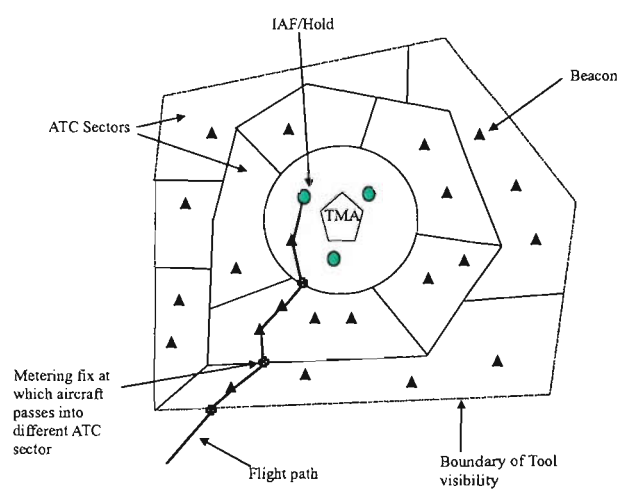 IAF/Hold
Beacon
ATC Sectors
TMA
Metering fix at
which aircraft
passes into
different ATC
sector
Flight path
Boundary of Tool
visibility